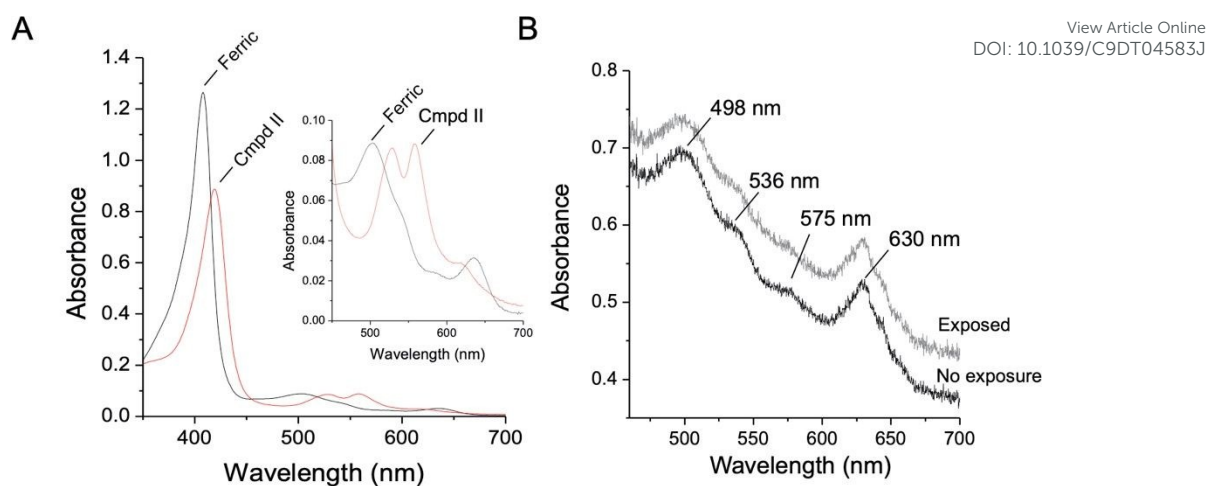 View Article Online
DOI: 10.1039/C9DT04583J
A
Absorbance
1.4
1.2
1.0
0.8
0.6
0.4
0.2
0.0
Ferric
Cmpd II
400
500
600
700
Wavelength (nm)
Absorbance
0.10
0.08
0.06
0.04
0.02
0.00
Ferric
Cmpd II
500
600
700
Wavelength (nm)
B
Absorbance
0.8
0.7
0.6
0.5
0.4
498 nm
536 nm
575 nm
630 nm
Exposed
No exposure
500
550
600
650
700
Wavelength (nm)